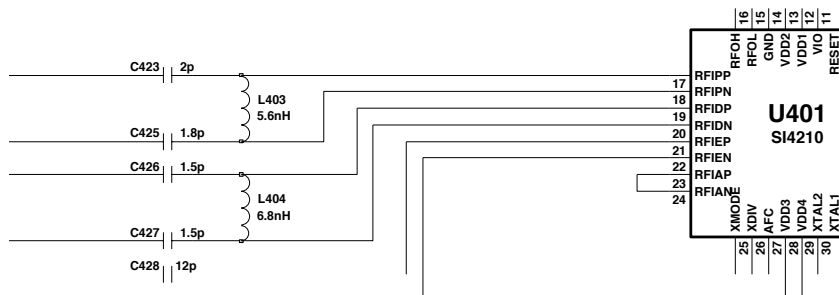 16 15 14 13 12 11
RFOH RFOL GND VDD2 VDD1 VIO RESET
C423 2p
L403
5.6nH
C425 1.8p
C426 1.5p
L404
6.8nH
C427 1.5p
C428 12p
17 RFIPP
18 RFIPN
19 RFIDP
20 RFIDN
21 RFIEP
22 RFIEN
23 RFIAP
24 RFIAN
U401
SI4210
XMODE XDIV AFC VDD3 VDD4 XTAL2 XTAL1
25 26 27 28 29 30